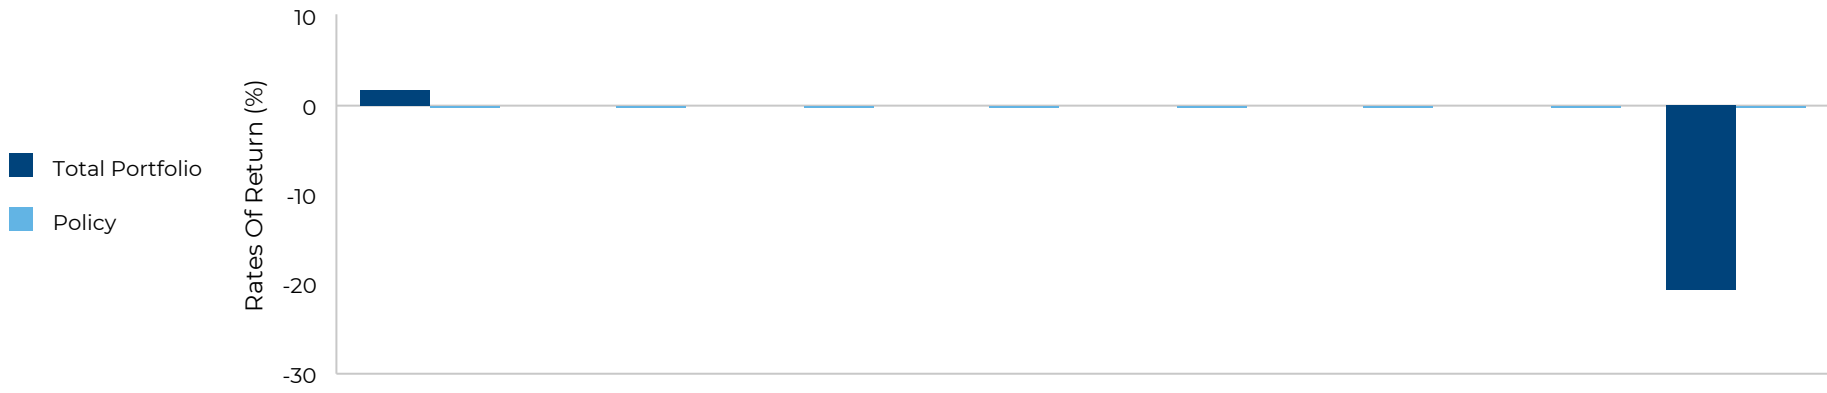 Total Portfolio
Policy
Rates Of Return (%)
10
0
-10
-20
-30